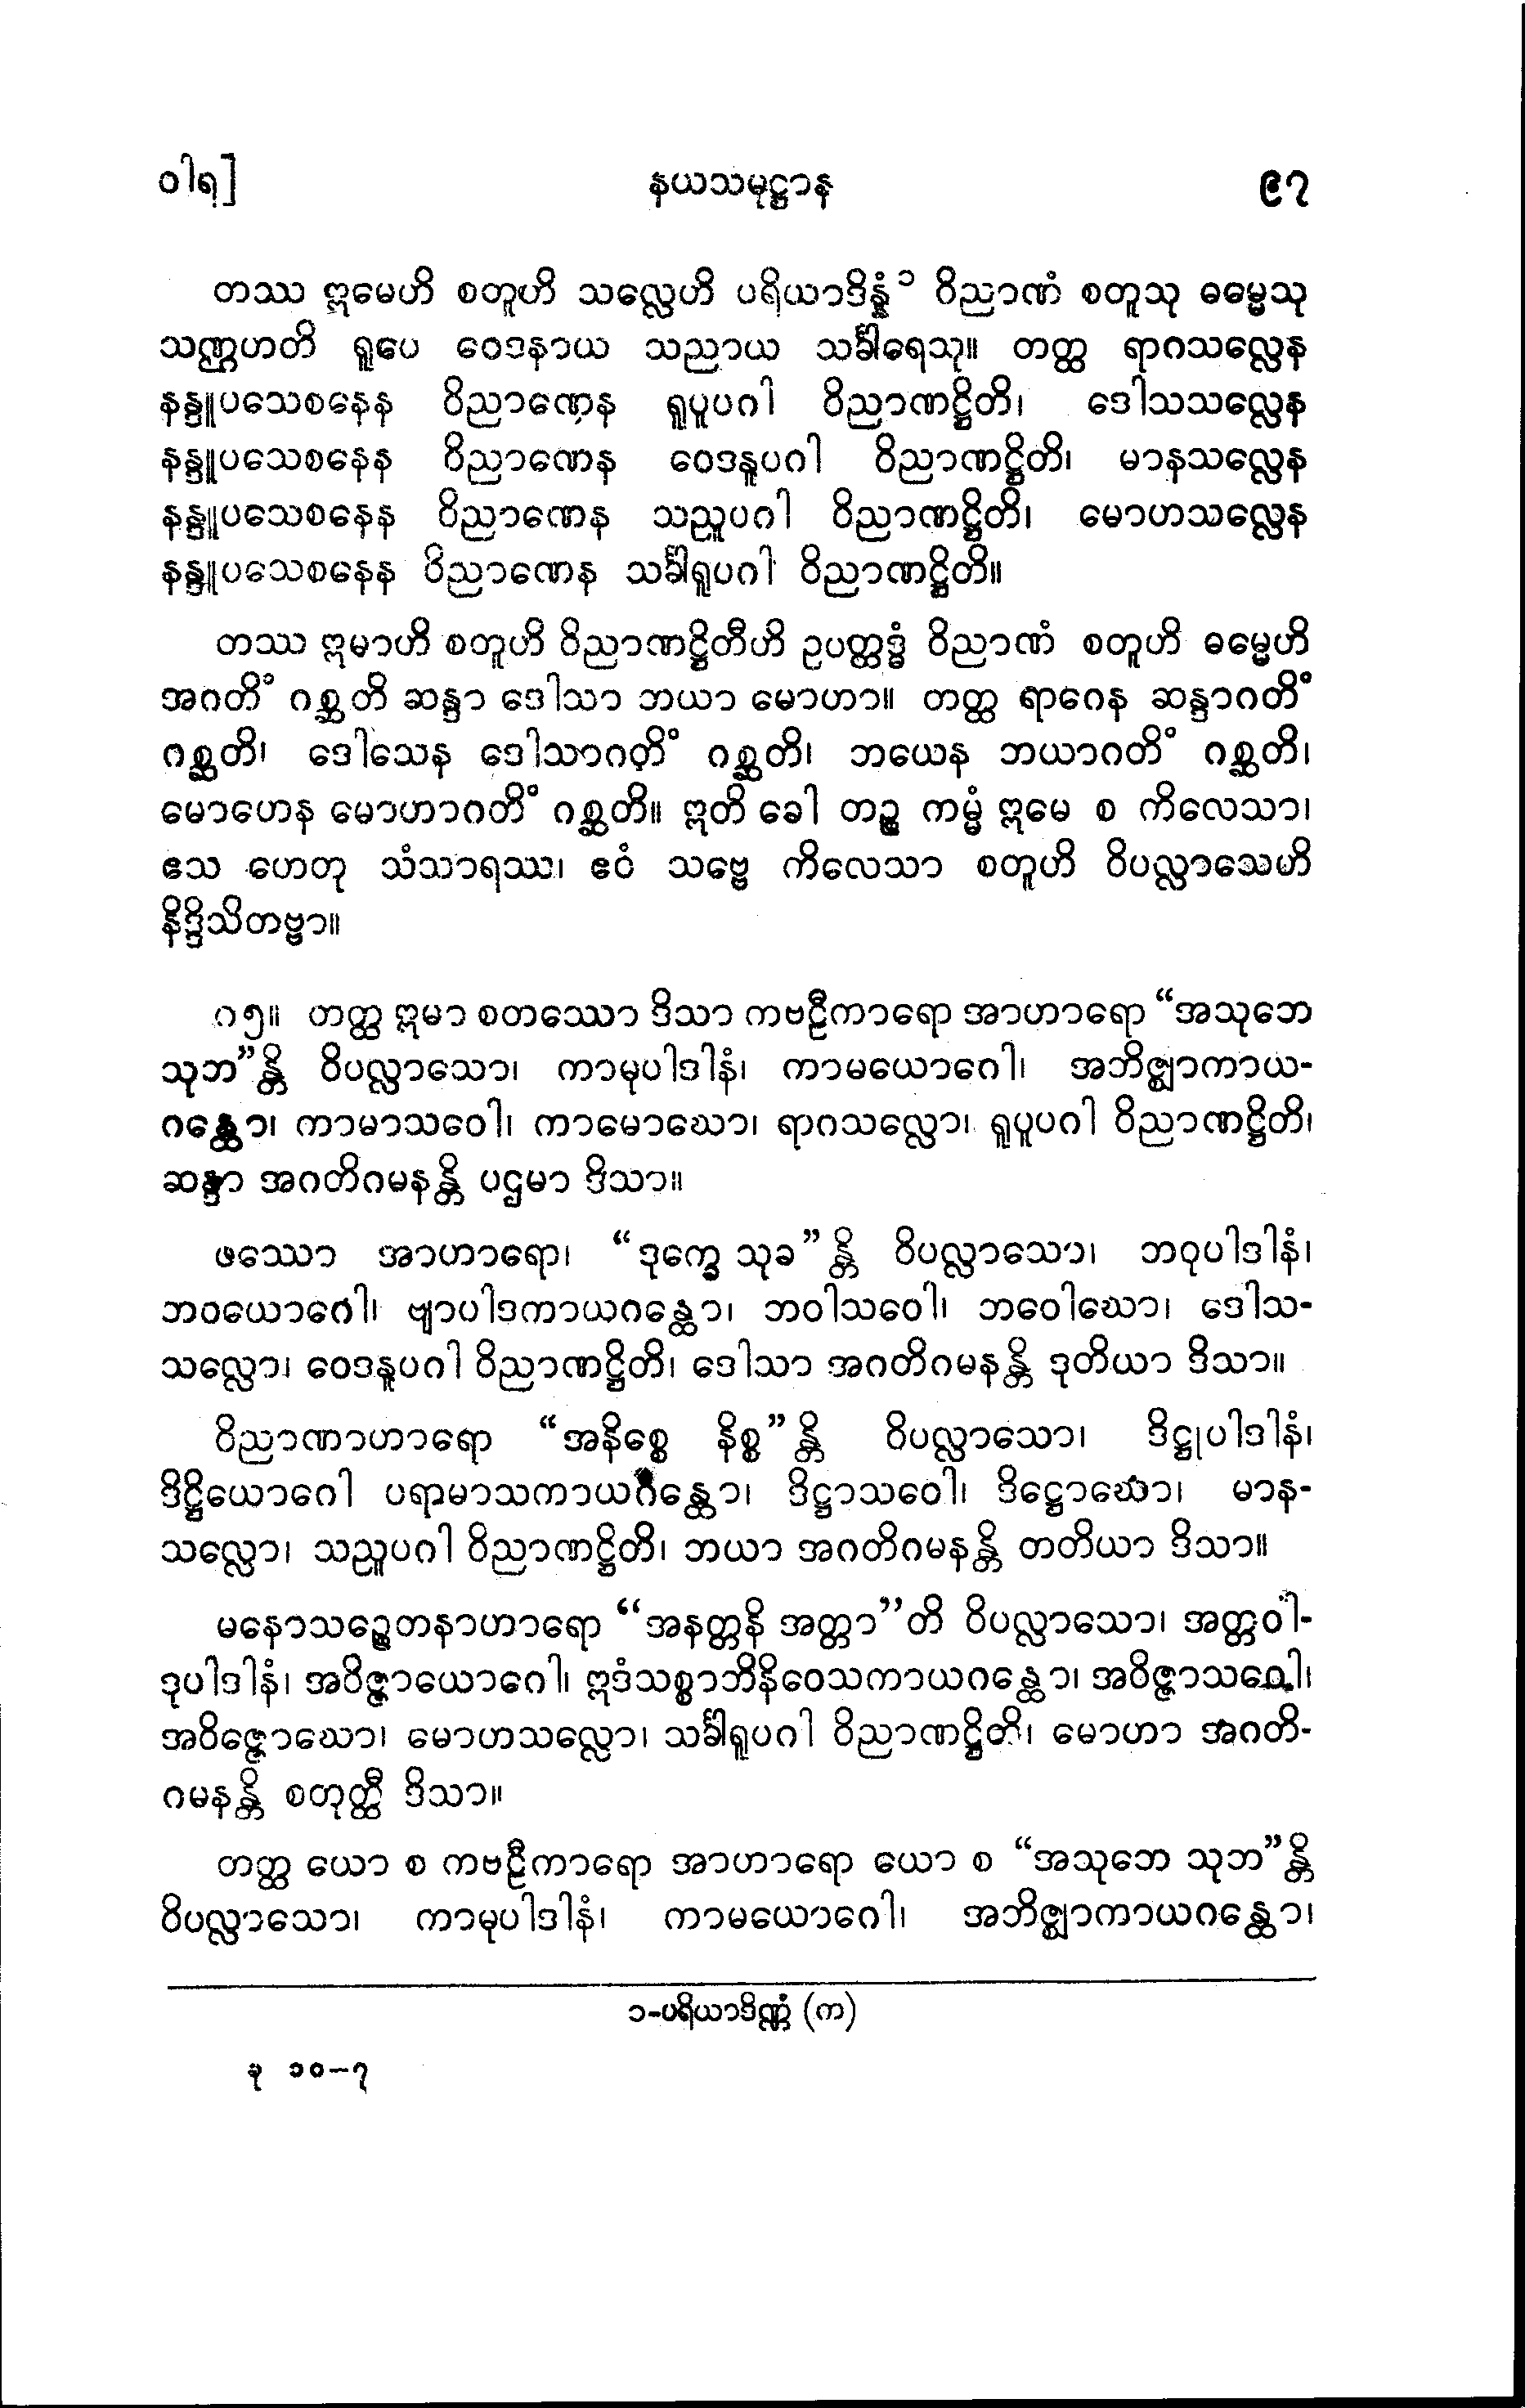 ဝါရ]
နယသမုဋ္ဌာန
၉၇
တဿ ဣမေဟိ စတူဟိ သလ္လေဟိ ပရိယာဒိန္နံ၁ ဝိညာဏံ စတူသု ဓမ္မေသု
သဏ္ဌဟတိ ရူပေ ဝေဒနာယ သညာယ သင်္ခါရေသု။ တတ္ထ ရာဂသလ္လေန
နန္ဒူပသေစနေန ဝိညာဏေန ရူပူပဂါ ဝိညာဏဋ္ဌိတိ၊ ဒေါသသလ္လေန
နန္ဒူပသေစနေန ဝိညာဏေန ဝေဒနူပဂါ ဝိညာဏဋ္ဌိတိ၊ မာနသလ္လေန
နန္ဒူပသေစနေန ဝိညာဏေန သညူပဂါ ဝိညာဏဋ္ဌိတိ၊ မောဟသလ္လေန
နန္ဒူပသေစနေန ဝိညာဏေန သင်္ခါရူပဂါ ဝိညာဏဋ္ဌိတိ။
တဿ ဣမာဟိ စတူဟိ ဝိညာဏဋ္ဌိတီဟိ ဥပတ္ထဒ္ဓံ ဝိညာဏံ စတူဟိ ဓမ္မေဟိ
အဂတိံ ဂစ္ဆတိ ဆန္ဒာ ဒေါသာ ဘယာ မောဟာ။ တတ္ထ ရာဂေန ဆန္ဒာဂတိံ
ဂစ္ဆတိ၊ ဒေါသေန ဒေါသာဂတိံ ဂစ္ဆတိ၊ ဘယေန ဘယာဂတိံ ဂစ္ဆတိ၊
မောဟေန မောဟာဂတိံ ဂစ္ဆတိ။ ဣတိ ခေါ တဉ္စ ကမ္မံ ဣမေ စ ကိလေသာ၊
ဧသ ဟေတု သံသာရဿ၊ ဧဝံ သဗ္ဗေ ကိလေသာ စတူဟိ ဝိပလ္လာသေဟိ
နိဒ္ဒိသိတဗ္ဗာ။
၈၅။ တတ္ထ ဣမာ စတဿော ဒိသာ ကဗဠီကာရော အာဟာရော “အသုဘေ
သုဘ”န္တိ ဝိပလ္လာသော၊ ကာမုပါဒါနံ၊ ကာမယောဂေါ၊ အဘိဇ္ဈာကာယ-
ဂန္ထော၊ ကာမာသဝေါ၊ ကာမောဃော၊ ရာဂသလ္လော၊ ရူပူပဂါ ဝိညာဏဋ္ဌိတိ၊
ဆန္ဒာ အဂတိဂမနန္တိ ပဌမာ ဒိသာ။
ဖဿော အာဟာရော၊ “ဒုက္ခေ သုခ”န္တိ ဝိပလ္လာသော၊ ဘဝုပါဒါနံ၊
ဘဝယောဂေါ၊ ဗျာပါဒကာယဂန္ထော၊ ဘဝါသဝေါ၊ ဘဝေါဃော၊ ဒေါသ-
သလ္လော၊ ဝေဒနူပဂါ ဝိညာဏဋ္ဌိတိ၊ ဒေါသာ အဂတိဂမနန္တိ ဒုတိယာ ဒိသာ။
ဝိညာဏာဟာရော “အနိစ္စေ နိစ္စ”န္တိ ဝိပလ္လာသော၊ ဒိဋ္ဌုပါဒါနံ၊
ဒိဋ္ဌိယောဂေါ ပရာမာသကာယဂန္ထော၊ ဒိဋ္ဌာသဝေါ၊ ဒိဋ္ဌောဃော၊ မာန-
သလ္လော၊ သညူပဂါ ဝိညာဏဋ္ဌိတိ၊ ဘယာ အဂတိဂမနန္တိ တတိယာ ဒိသာ။
မနောသဉ္စေတနာဟာရော “အနတ္တနိ အတ္တာ”တိ ဝိပလ္လာသော၊ အတ္တဝါ-
ဒုပါဒါနံ၊ အဝိဇ္ဇာယောဂေါ၊ ဣဒံသစ္စာဘိနိဝေသကာယဂန္ထော၊ အဝိဇ္ဇာသဝေါ၊
အဝိဇ္ဇောဃော၊ မောဟသလ္လော၊ သင်္ခါရူပဂါ ဝိညာဏဋ္ဌိတိ၊ မောဟာ အဂတိ-
ဂမနန္တိ စတုတ္ထီ ဒိသာ။
တတ္ထ ယော စ ကဗဠီကာရော အာဟာရော ယော စ “အသုဘေ သုဘ”န္တိ
ဝိပလ္လာသော၊ ကာမုပါဒါနံ၊ ကာမယောဂေါ၊ အဘိဇ္ဈာကာယဂန္ထော၊
၁-ပရိယာဒိဏ္ဏံ (က)
ခု ၁၀-၇